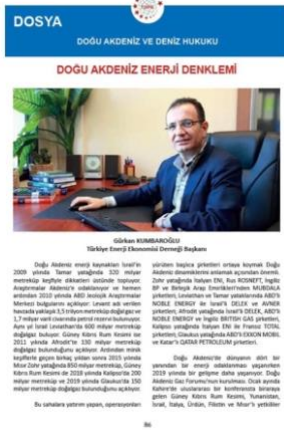 DOSYA
DOĞU AKDENİZ VE DENİZ HUKUKU
DOĞU AKDENİZ ENERJİ DENKLEMİ
Gürkan KUMBAROĞLU
Türkiye Enerji Ekonomisi Derneği Başkanı
Doğu Akdeniz enerji kaynakları İsrail'in
2009 yılında Tamar yatağında 320 milyar
metreküp keşifle dikkatleri üstünde topluyor.
Araştırmalar Akdeniz'e odaklanıyor ve hemen
ardından 2010 yılında ABD Jeolojik Araştırmalar
Merkezi bulgularını açıklıyor: Levant adı verilen
havzada yaklaşık 3,5 trilyon metreküp doğalgaz ve
1,7 milyar varil civarında petrol rezervi bulunuyor.
Aynı yıl İsrail Leviathan'da 600 milyar metreküp
doğalgaz buluyor. Güney Kıbrıs Rum Kesimi ise
2011 yılında Afrodit'te 130 milyar metreküp
doğalgaz bulunduğunu açıklıyor. Ardından minik
keşiflerle geçen birkaç yıldan sonra 2015 yılında
Mısır Zohr yatağında 850 milyar metreküp, Güney
Kıbrıs Rum Kesimi de 2018 yılında Kalipso'da 200
milyar metreküp ve 2019 yılında Glaukus'da 150
milyar metreküp doğalgaz bulunduğunu açıklıyor.
Bu sahalara yatırım yapan, operasyonları
yürüten başlıca şirketleri ortaya koymak Doğu
Akdeniz dinamiklerini anlamak açısından önemli.
Zohr yatağında İtalyan ENI, Rus ROSNEFT, İngiliz
BP ve Birleşik Arap Emirlikleri'nden MUBDALA
şirketleri, Leviathan ve Tamar yataklarında ABD'li
NOBLE ENERGY ile İsrail'li DELEK ve AVNER
şirketleri, Afrodit yatağında İsrail'li DELEK, ABD'li
NOBLE ENERGY ve İngiliz BRITISH GAS şirketleri,
Kalipso yatağında İtalyan ENI ile Fransız TOTAL
şirketleri, Glaukus yatağında ABD'li EXXON MOBIL
ve Katar'lı QATAR PETROLEUM şirketleri.
Doğu Akdeniz'de dünyanın dört bir
yanından bir enerji odaklanması yaşanırken
2019 yılında bir gelişme daha yaşanıyor. Doğu
Akdeniz Gaz Forumu'nun kurulması. Ocak ayında
Kahire'de uluslararası bir konferansta biraraya
gelen Güney Kıbrıs Rum Kesimi, Yunanistan,
İsrail, İtalya, Ürdün, Filistin ve Mısır'lı yetkililer
86